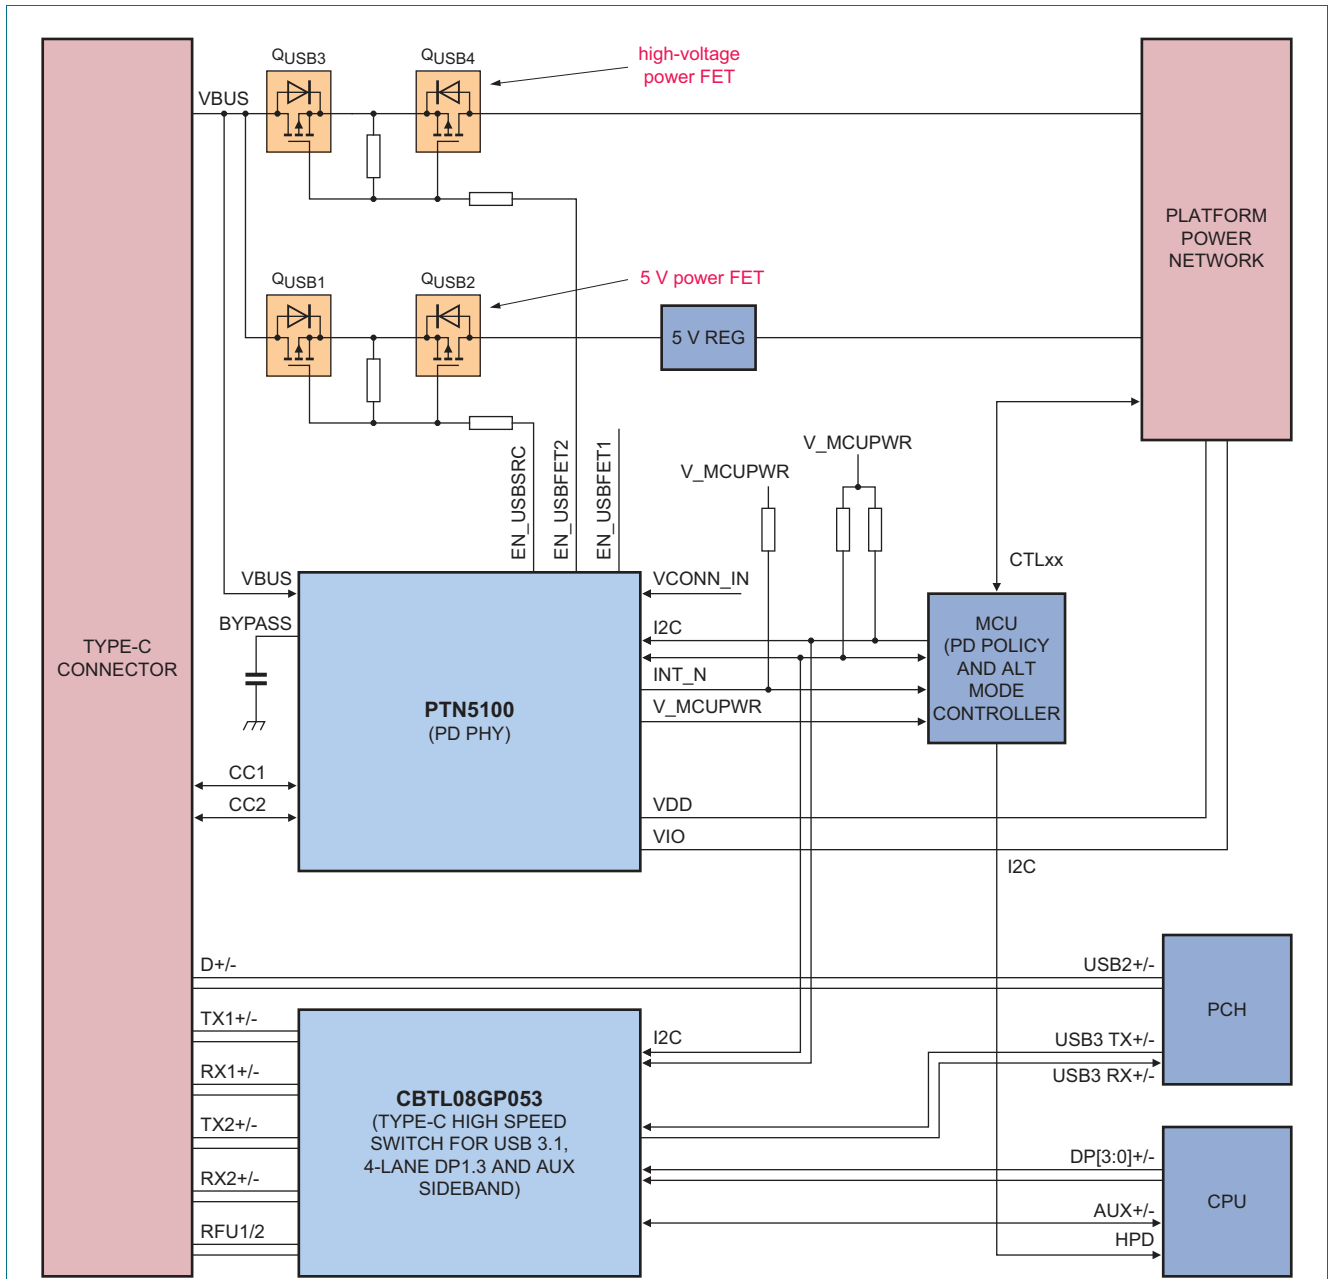 QUSB3
QUSB4
high-voltage
power FET
VBUS
PLATFORM
POWER
NETWORK
QUSB1
QUSB2
5 V power FET
5 V REG
EN_USBSRC
EN_USBFET2
EN_USBFET1
V_MCUPWR
V_MCUPWR
CTLxx
VBUS
BYPASS
VCONN_IN
I2C
INT_N
V_MCUPWR
MCU
(PD POLICY
AND ALT
MODE
CONTROLLER
TYPE-C
CONNECTOR
PTN5100
(PD PHY)
CC1
CC2
VDD
VIO
I2C
D+/-
USB2+/-
PCH
TX1+/-
RX1+/-
TX2+/-
RX2+/-
RFU1/2
I2C
USB3 TX+/-
USB3 RX+/-
CBTL08GP053
(TYPE-C HIGH SPEED
SWITCH FOR USB 3.1,
4-LANE DP1.3 AND AUX
SIDEBAND)
DP[3:0]+/-
AUX+/-
HPD
CPU